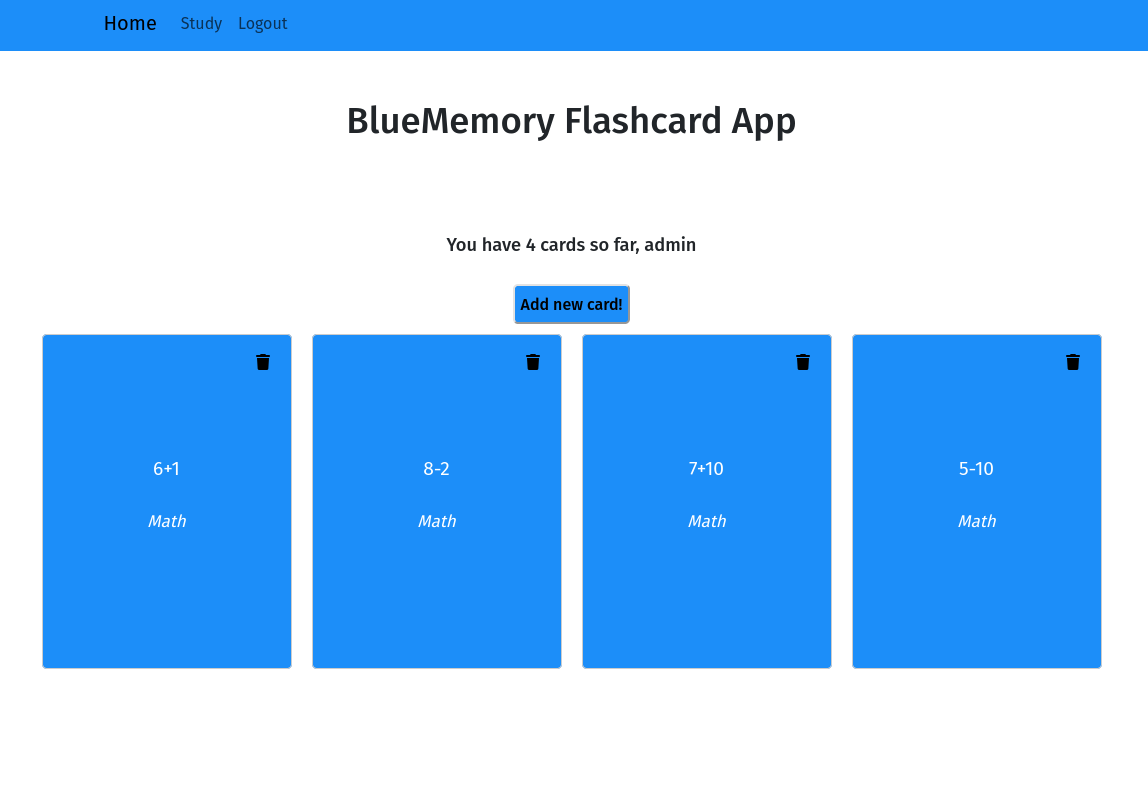 Home Study Logout
BlueMemory Flashcard App
You have 4 cards so far, admin
Add new card!
6+1
Math
8-2
Math
7+10
Math
5-10
Math